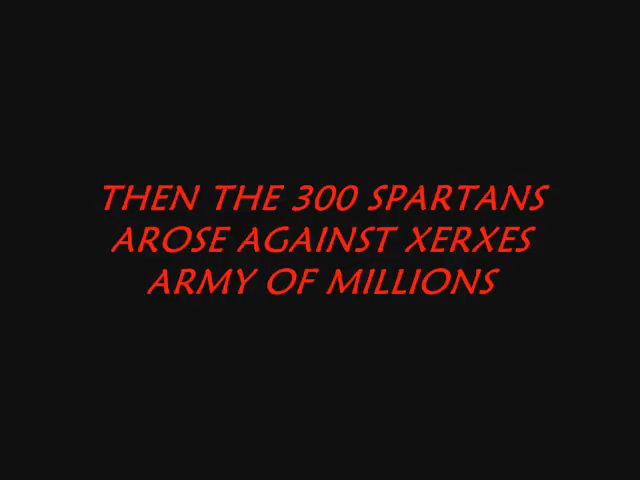 THEN THE 300 SPARTANS
AROSE AGAINST XERXES
ARMY OF MILLIONS